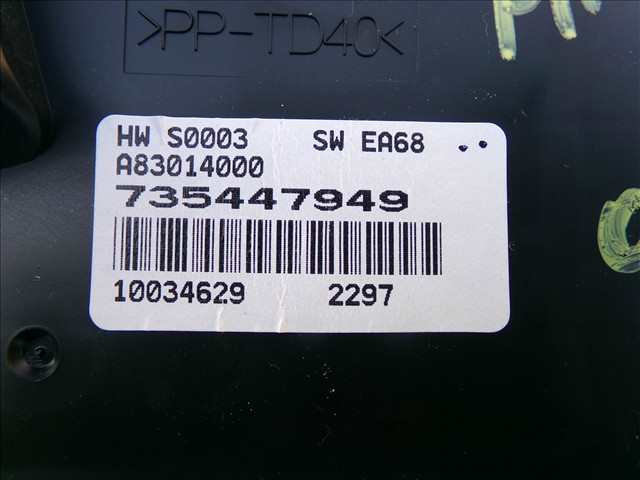 >PP-TD40<
HW S0003 SW EA68 ..
A83014000
735447949
10034629 2297